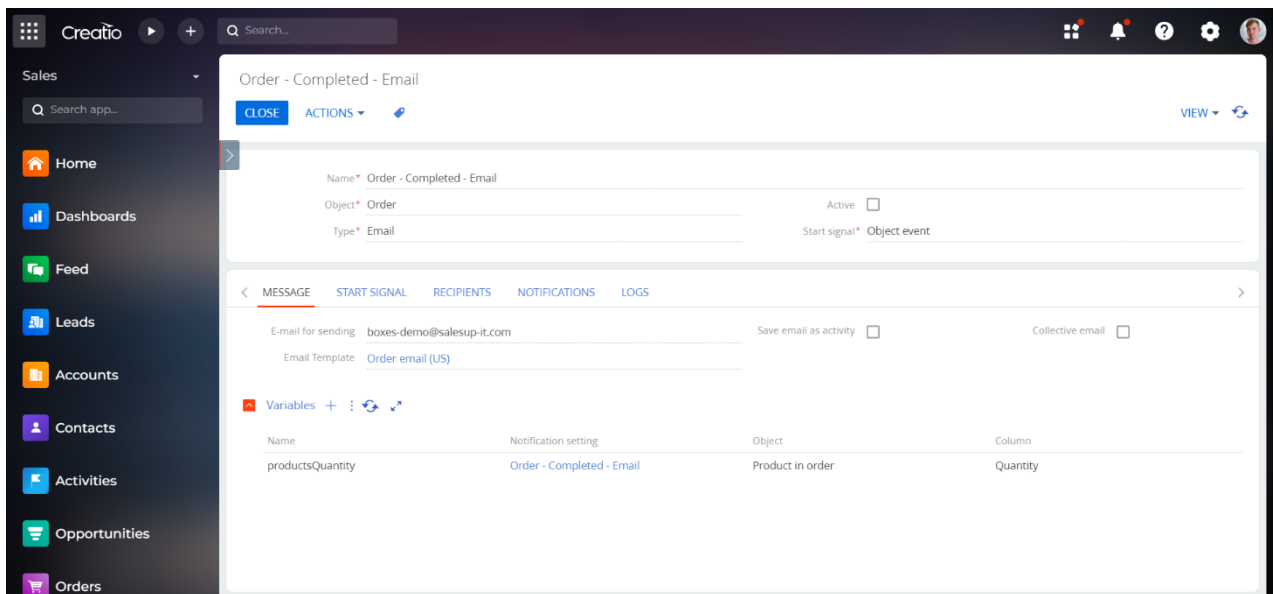 Creatio
Search...
Sales
Search app...
Home
Dashboards
Feed
Leads
Accounts
Contacts
Activities
Opportunities
Orders
Order - Completed - Email
CLOSE ACTIONS VIEW
Name* Order - Completed - Email
Object* Order Active
Type* Email Start signal* Object event
MESSAGE START SIGNAL RECIPIENTS NOTIFICATIONS LOGS
E-mail for sending boxes-demo@salesup-it.com Save email as activity Collective email
Email Template Order email (US)
Variables
Name Notification setting Object Column
productsQuantity Order - Completed - Email Product in order Quantity